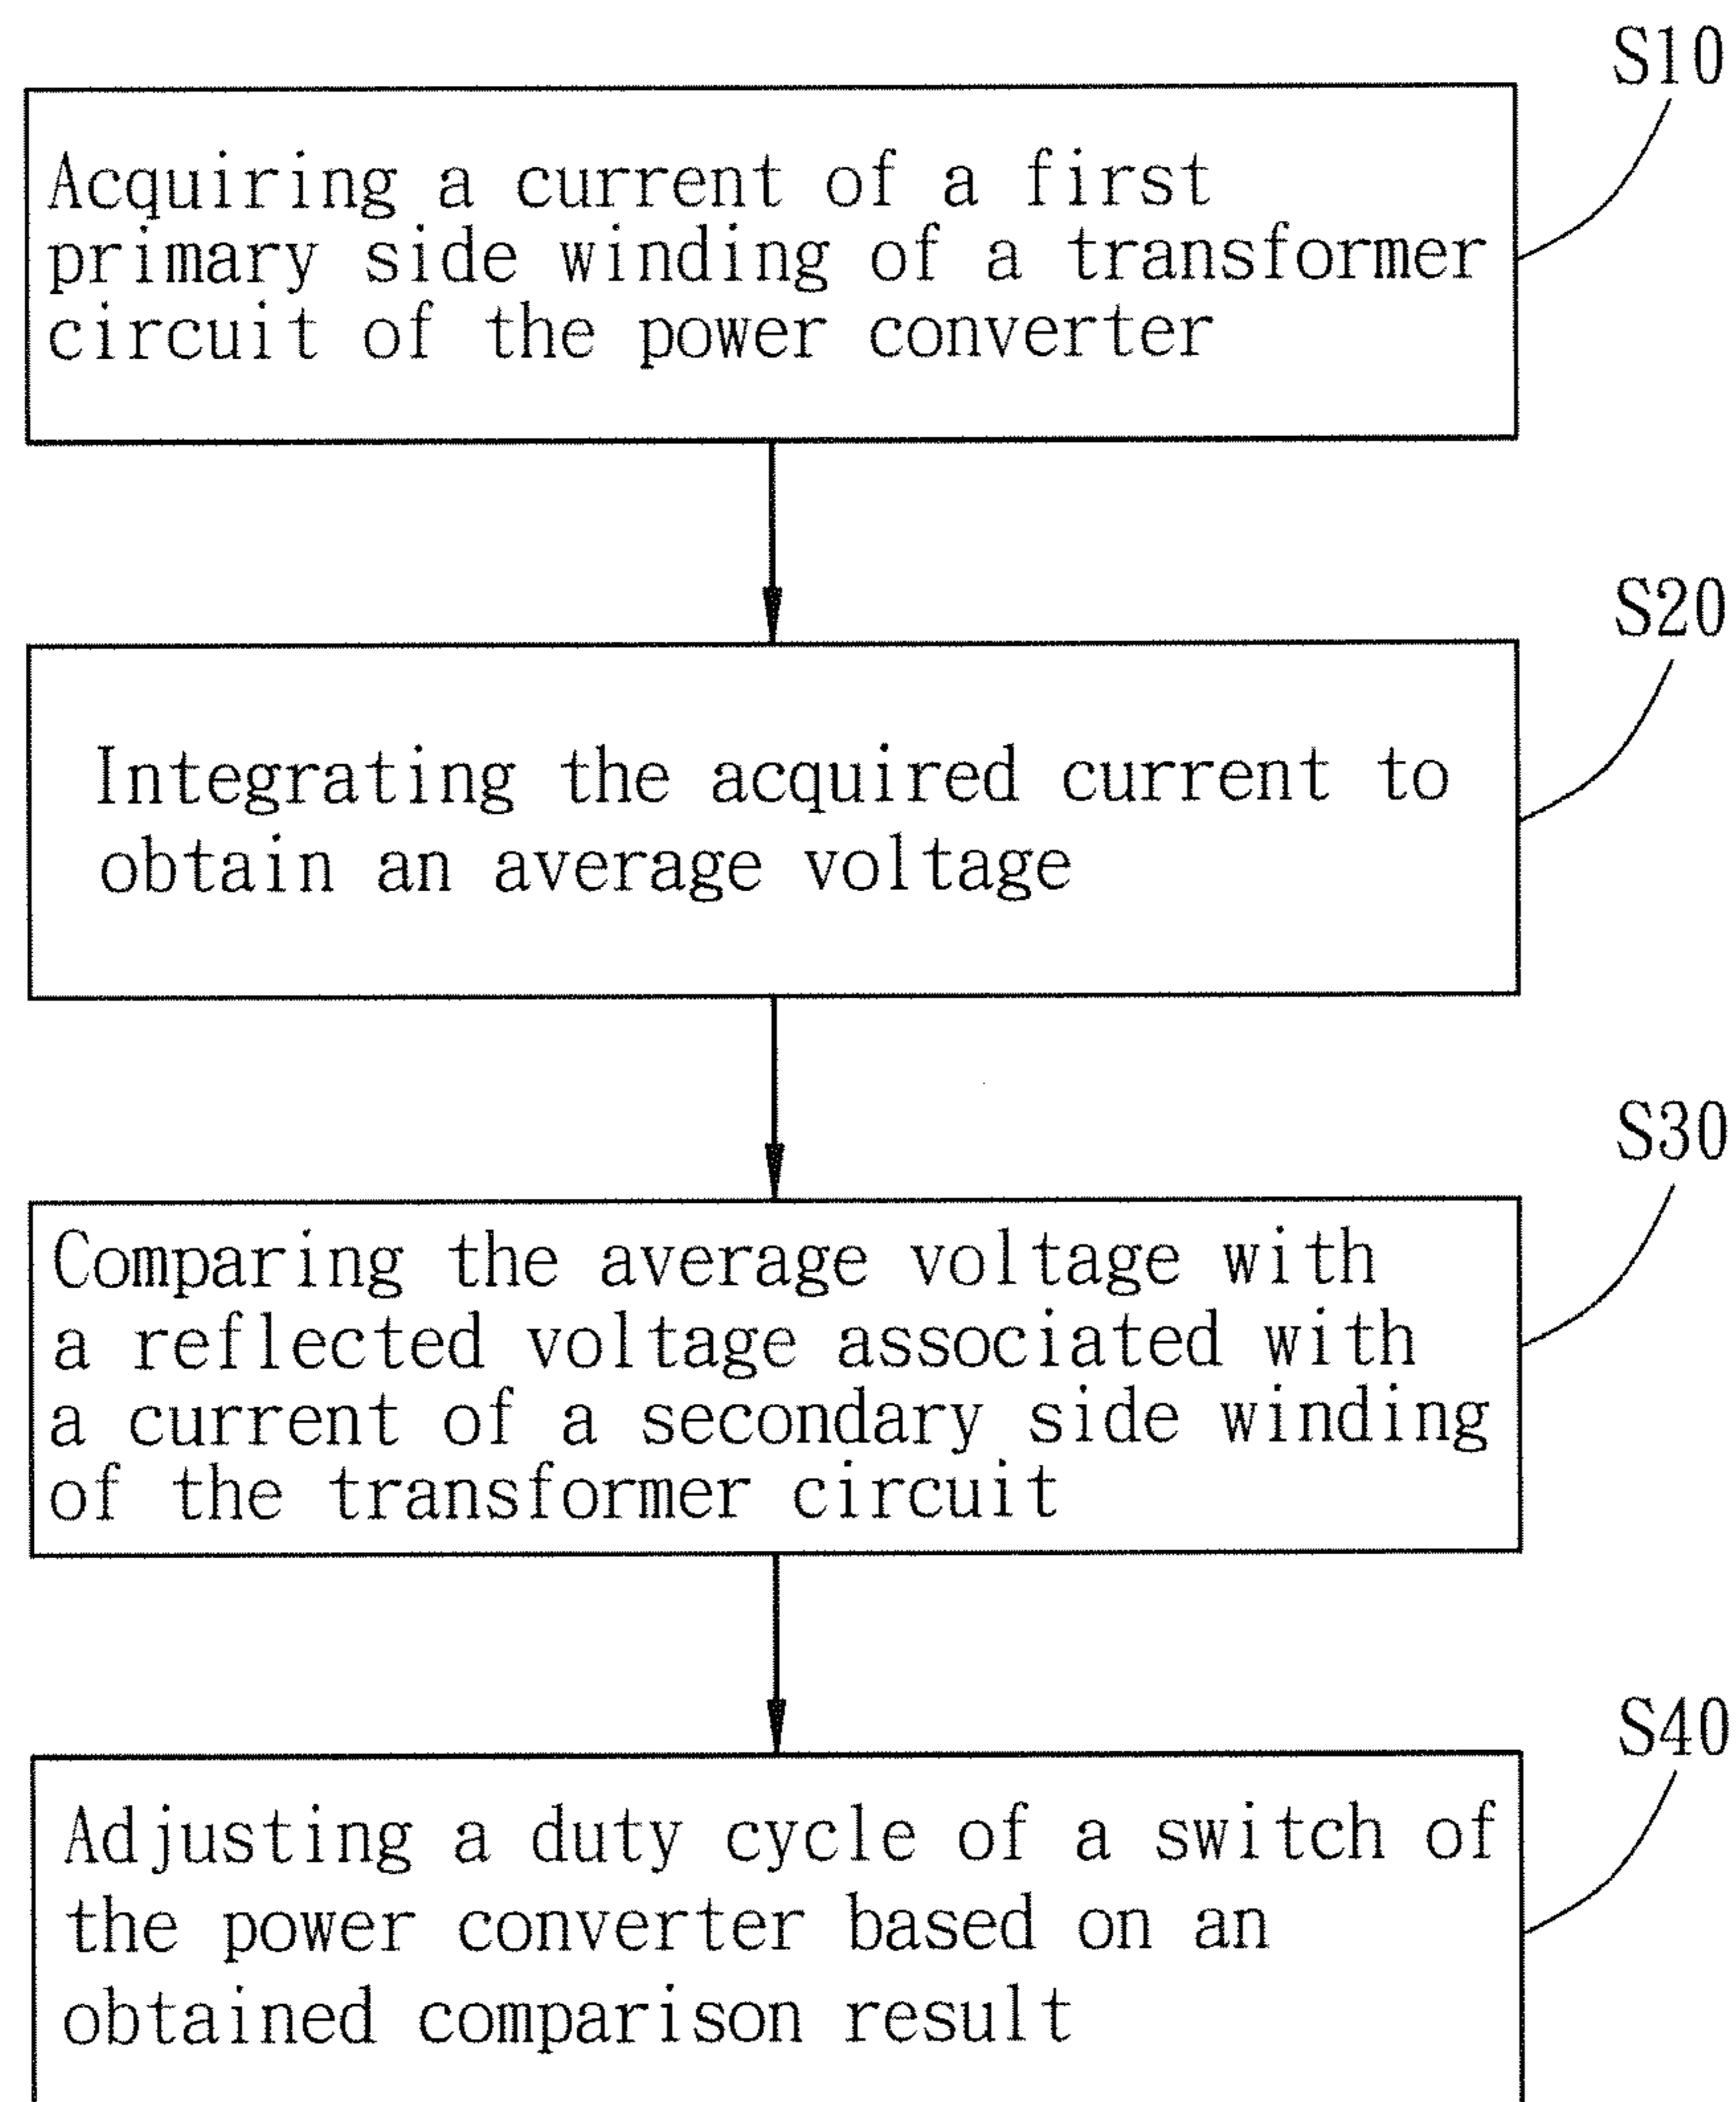 S10
Acquiring a current of a first
primary side winding of a transformer
circuit of the power converter
S20
Integrating the acquired current to
obtain an average voltage
S30
Comparing the average voltage with
a reflected voltage associated with
a current of a secondary side winding
of the transformer circuit
S40
Adjusting a duty cycle of a switch of
the power converter based on an
obtained comparison result